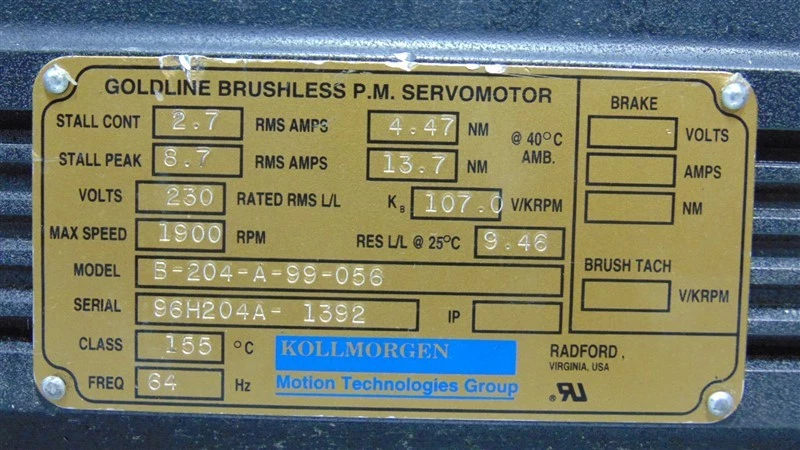 GOLDLINE BRUSHLESS P.M. SERVOMOTOR
STALL CONT 2.7 RMS AMPS 4.47 NM @ 40°C AMB.
STALL PEAK 8.7 RMS AMPS 13.7 NM
VOLTS 230 RATED RMS L/L KB 107.0 V/KRPM
MAX SPEED 1900 RPM RES L/L @ 25°C 9.46
MODEL B-204-A-99-056
SERIAL 96H204A- 1392 IP
CLASS 155 °C
FREQ 64 Hz
KOLLMORGEN
Motion Technologies Group
RADFORD,
VIRGINIA, USA
BRAKE
VOLTS
AMPS
NM
BRUSH TACH
V/KRPM